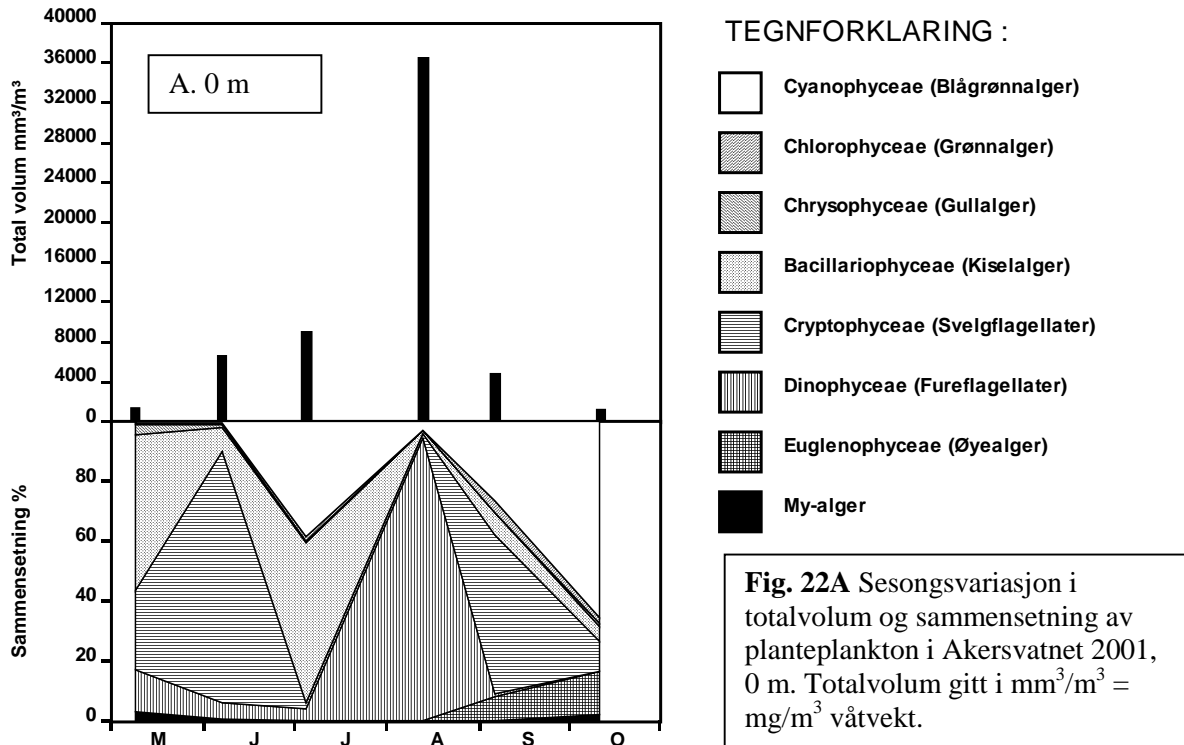 40000
36000
32000
28000
24000
20000
16000
12000
8000
4000
0
Total volum mm³/m³
A. 0 m
80
60
40
20
0
Sammensetning %
M J J A S O
TEGNFORKLARING :
Cyanophyceae (Blågrønnalger)
Chlorophyceae (Grønnalger)
Chrysophyceae (Gullalger)
Bacillariophyceae (Kiselalger)
Cryptophyceae (Svelgflagellater)
Dinophyceae (Fureflagellater)
Euglenophyceae (Øyealger)
My-alger
Fig. 22A Sesongsvariasjon i
totalvolum og sammensetning av
planteplankton i Akersvatnet 2001,
0 m. Totalvolum gitt i mm³/m³ =
mg/m³ våtvekt.